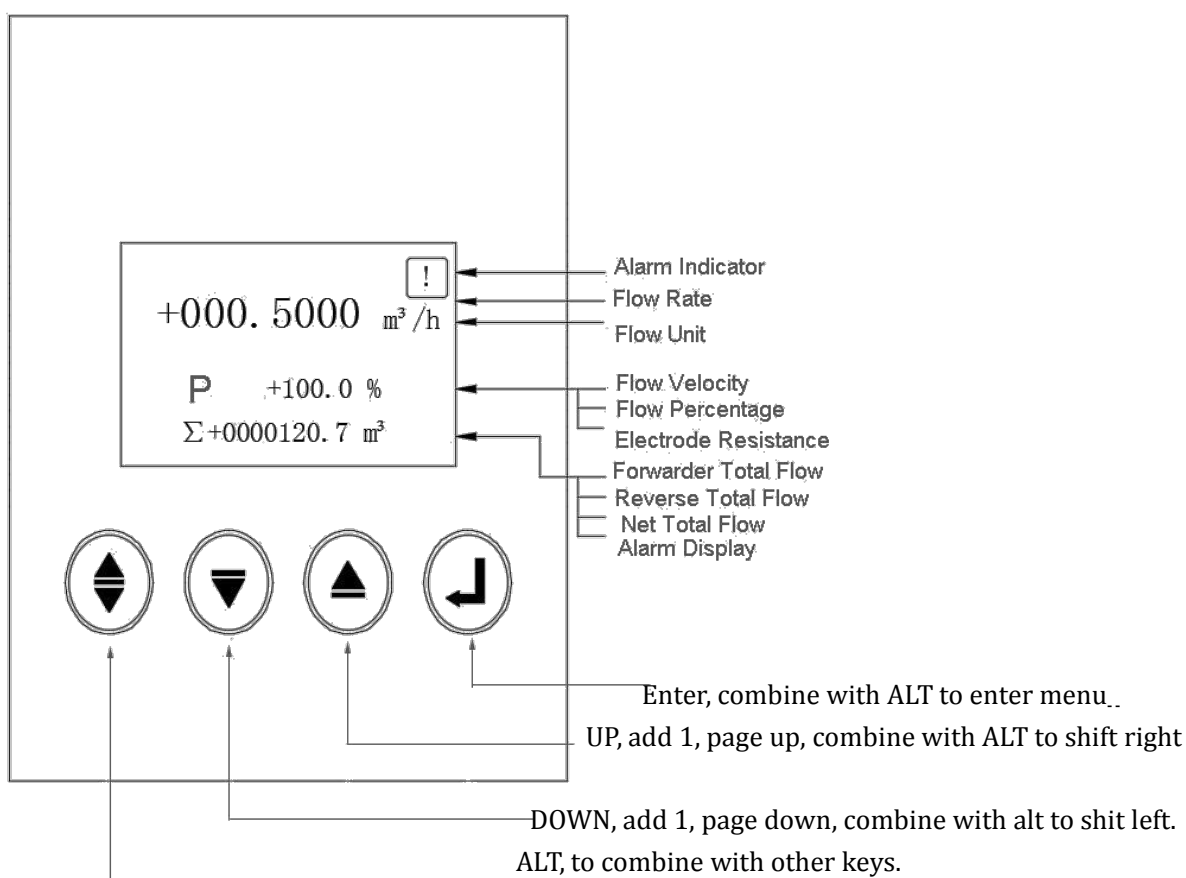 !
Alarm Indicator
+000.5000 m³/h
Flow Rate
Flow Unit
P +100.0 %
Flow Velocity
Flow Percentage
Electrode Resistance
Σ+0000120.7 m³
Forwarder Total Flow
Reverse Total Flow
Net Total Flow
Alarm Display
Enter, combine with ALT to enter menu..
UP, add 1, page up, combine with ALT to shift right
DOWN, add 1, page down, combine with alt to shit left.
ALT, to combine with other keys.